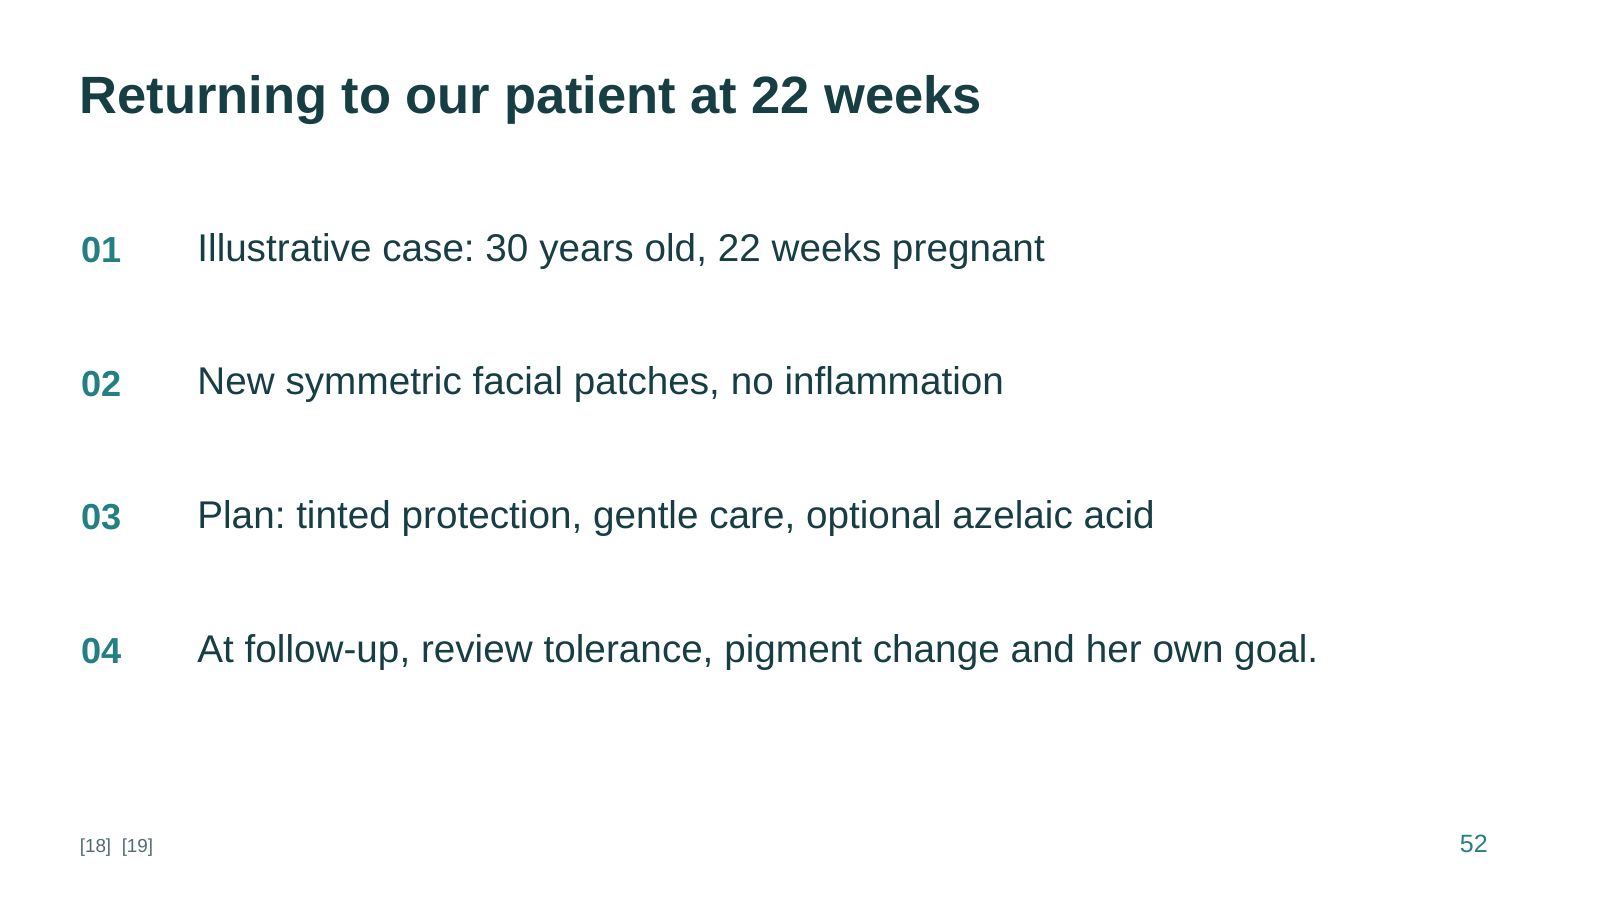 Returning to our patient at 22 weeks
01 Illustrative case: 30 years old, 22 weeks pregnant
02 New symmetric facial patches, no inflammation
03 Plan: tinted protection, gentle care, optional azelaic acid
04 At follow-up, review tolerance, pigment change and her own goal.
[18] [19]
52